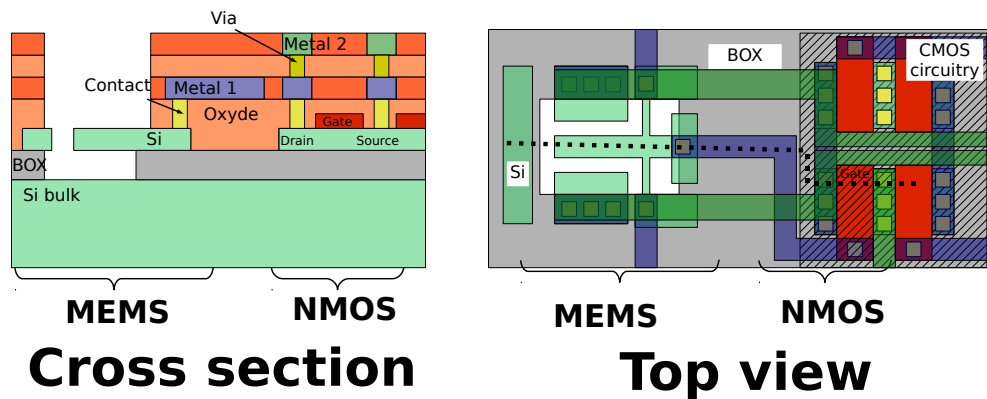 Via
Metal 2
Contact
Metal 1
Oxyde
Gate
Si
Drain
Source
BOX
Si bulk
MEMS
NMOS
Cross section
BOX
CMOS
circuitry
Si
Gate
MEMS
NMOS
Top view